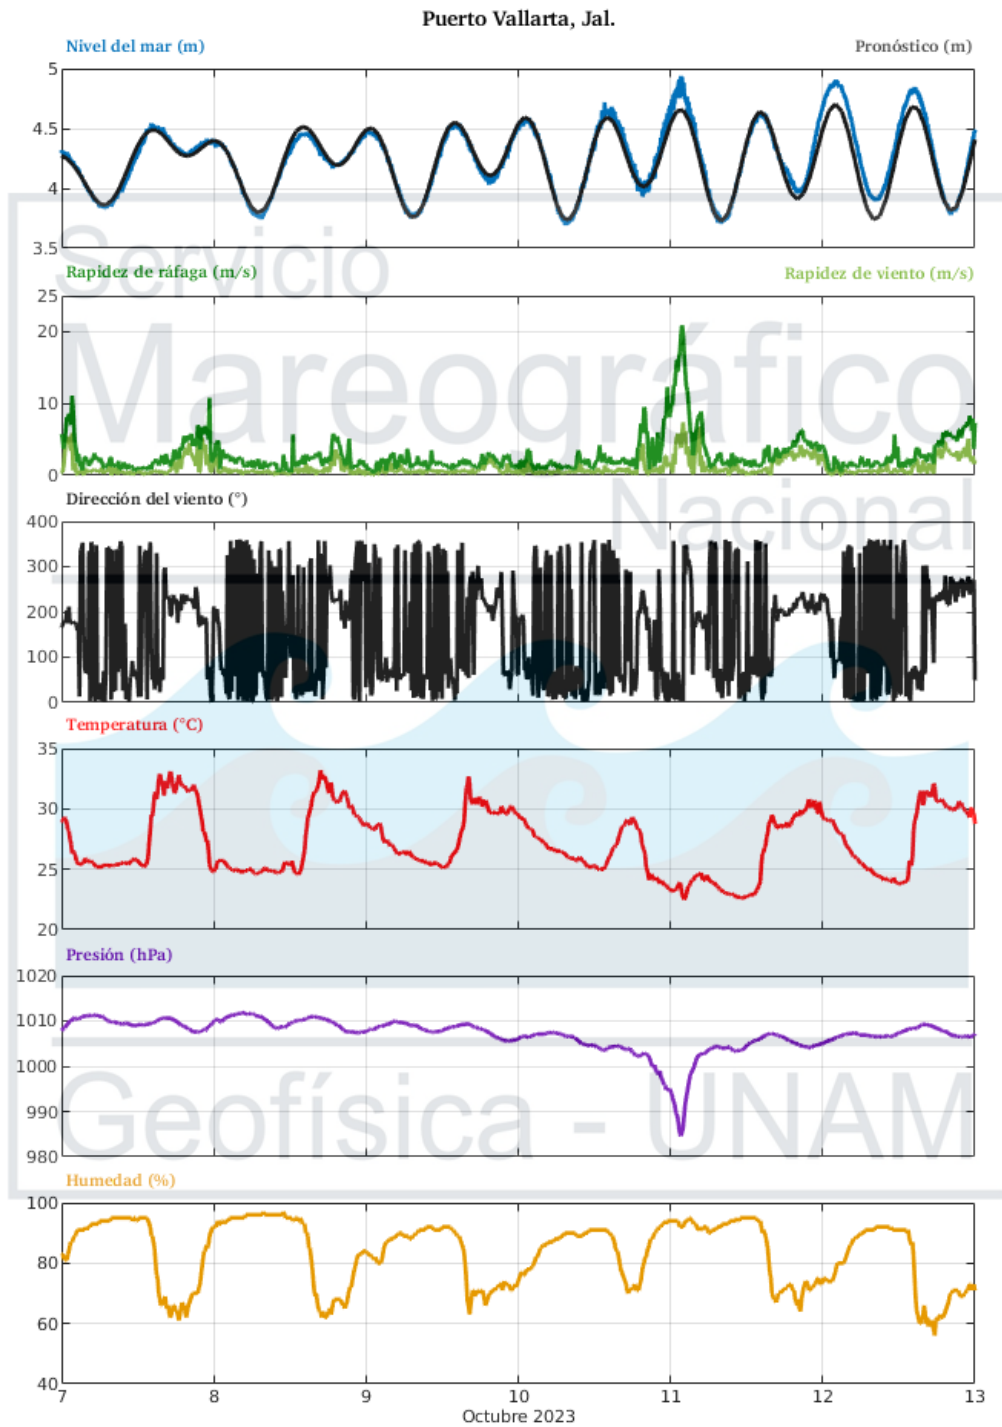 Puerto Vallarta, Jal.
Nivel del mar (m) Pronóstico (m)
5
4.5
4
3.5
Servicio
Rapidez de ráfaga (m/s) Rapidez de viento (m/s)
25
20
10
0
Mareográfico
Dirección del viento (°)
Nacional
400
300
200
100
0
Temperatura (°C)
35
30
25
20
Presión (hPa)
1020
1010
1000
990
980
Geofísica - UNAM
Humedad (%)
100
80
60
40
7 8 9 10 11 12 13
Octubre 2023